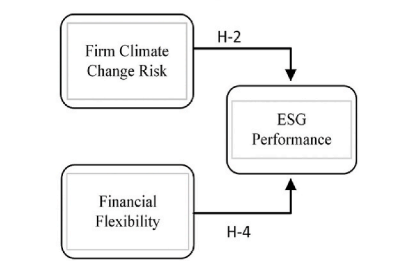 Firm Climate
Change Risk
H-2
ESG
Performance
Financial
Flexibility
H-4